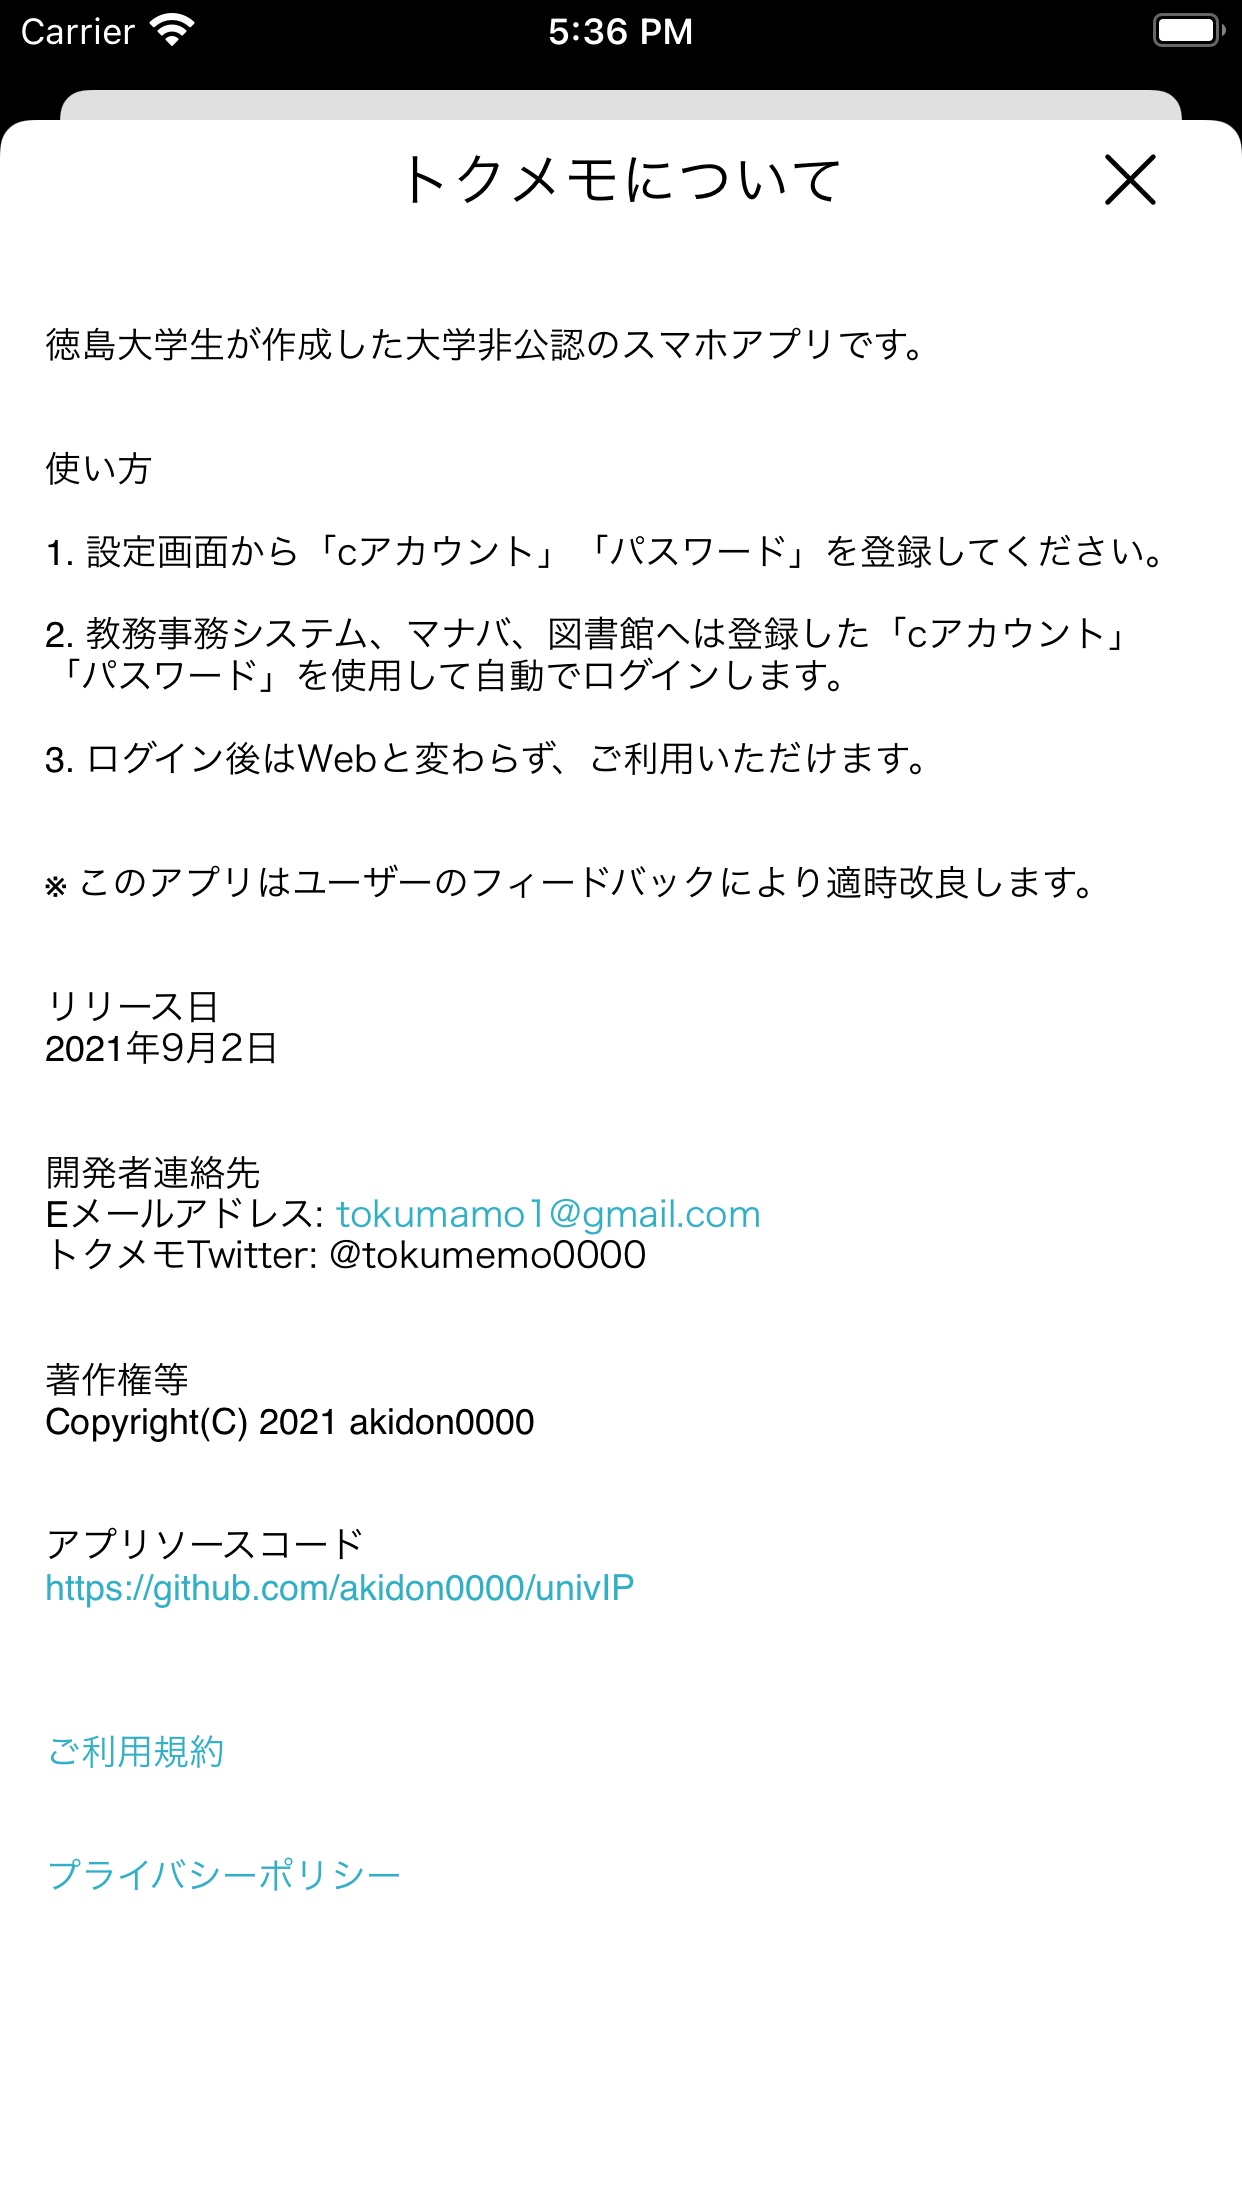 Carrier
5:36 PM
トクメモについて
徳島大学生が作成した大学非公認のスマホアプリです。
使い方
1. 設定画面から「cアカウント」「パスワード」を登録してください。
2. 教務事務システム、マナバ、図書館へは登録した「cアカウント」
「パスワード」を使用して自動でログインします。
3. ログイン後はWebと変わらず、ご利用いただけます。
※ このアプリはユーザーのフィードバックにより適時改良します。
リリース日
2021年9月2日
開発者連絡先
Eメールアドレス: tokumamo1@gmail.com
トクメモTwitter: @tokumemo0000
著作権等
Copyright(C) 2021 akidon0000
アプリソースコード
https://github.com/akidon0000/univIP
ご利用規約
プライバシーポリシー